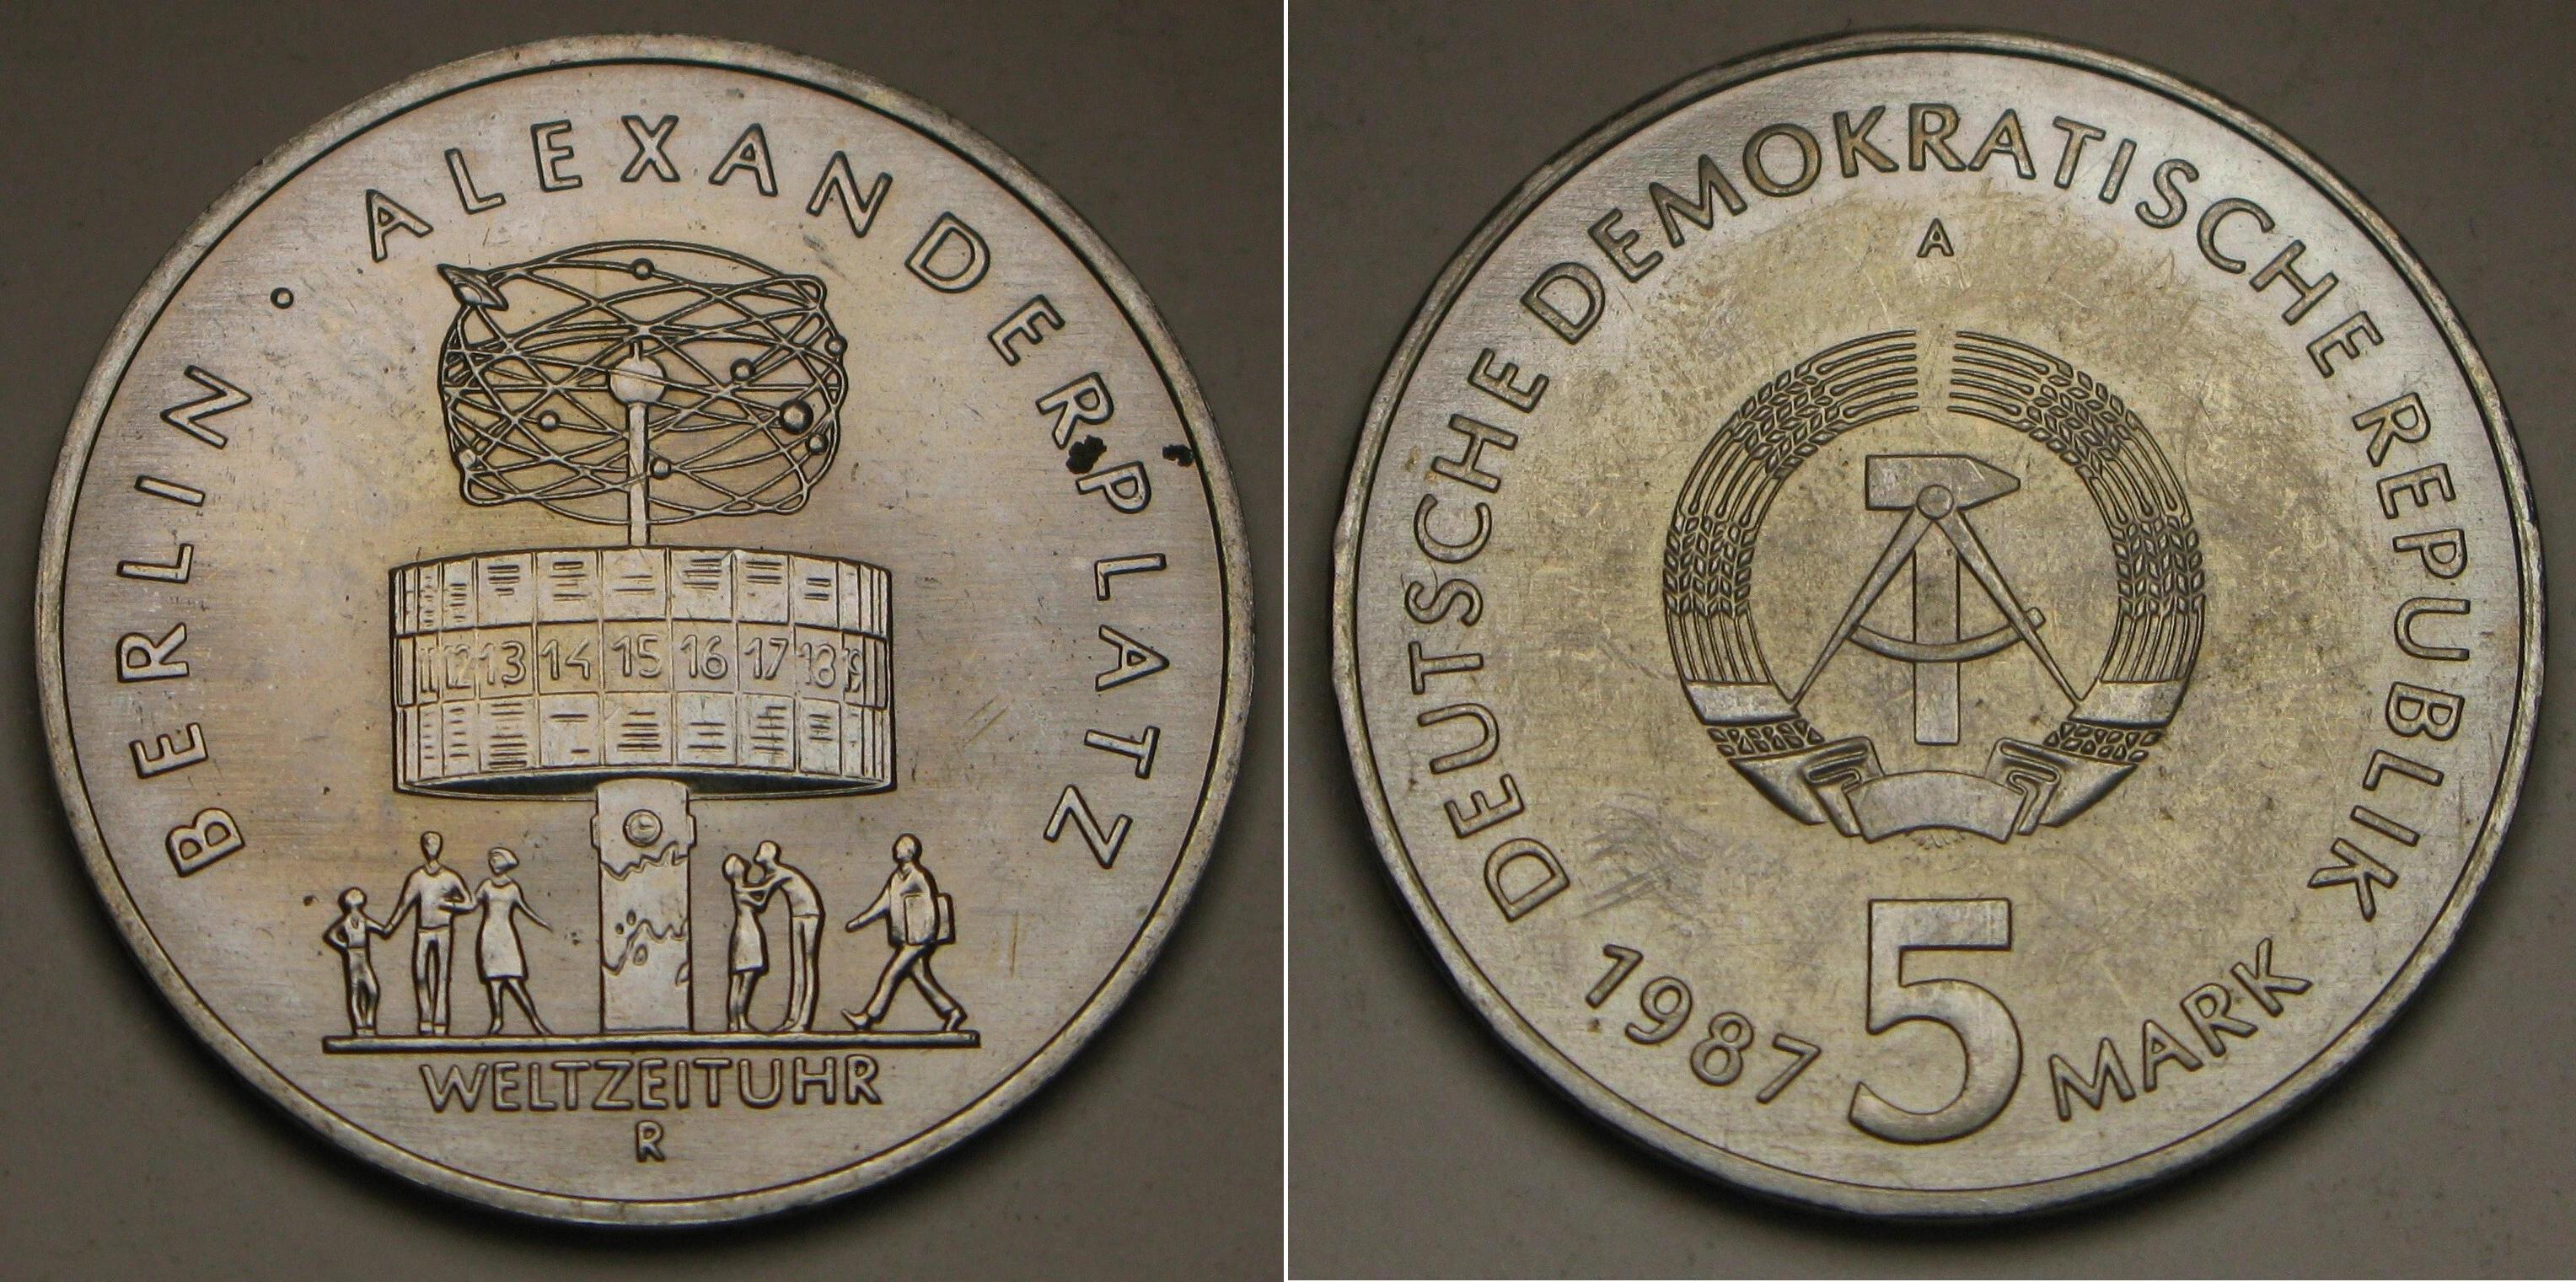 BERLIN · ALEXANDERPLATZ
11 12 13 14 15 16 17 18 19
WELTZEITUHR
R
DEUTSCHE DEMOKRATISCHE REPUBLIK
A
1987 5 MARK